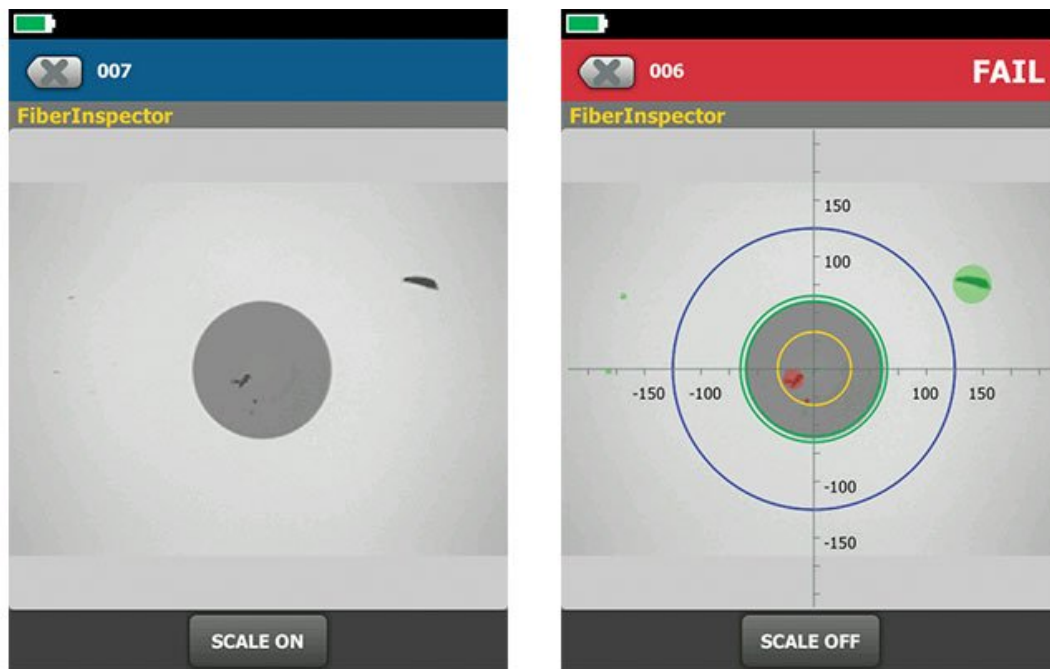 007
FiberInspector
SCALE ON
006 FAIL
FiberInspector
150
100
-150 -100 100 150
-100
-150
SCALE OFF